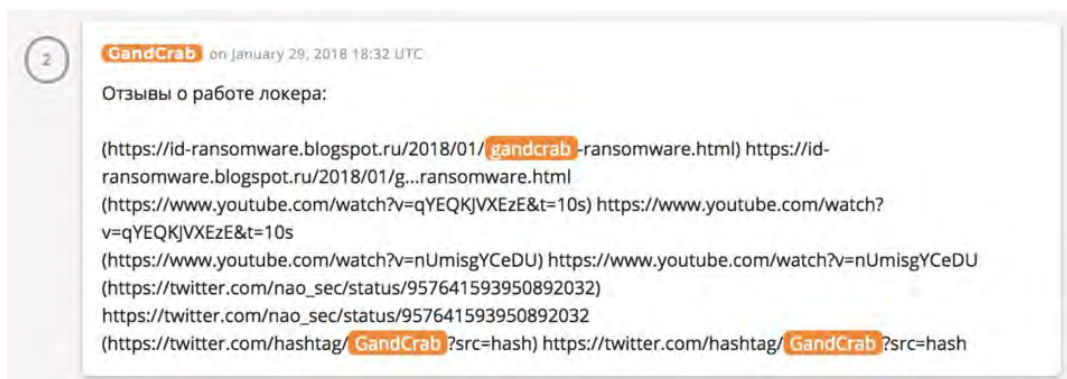 2
GandCrab on January 29, 2018 18:32 UTC
Отзывы о работе локера:
(https://id-ransomware.blogspot.ru/2018/01/gandcrab-ransomware.html) https://id-
ransomware.blogspot.ru/2018/01/g...ransomware.html
(https://www.youtube.com/watch?v=qYEQKJVXEzE&t=10s) https://www.youtube.com/watch?
v=qYEQKJVXEzE&t=10s
(https://www.youtube.com/watch?v=nUmisgYCeDU) https://www.youtube.com/watch?v=nUmisgYCeDU
(https://twitter.com/nao_sec/status/957641593950892032)
https://twitter.com/nao_sec/status/957641593950892032
(https://twitter.com/hashtag/GandCrab?src=hash) https://twitter.com/hashtag/GandCrab?src=hash